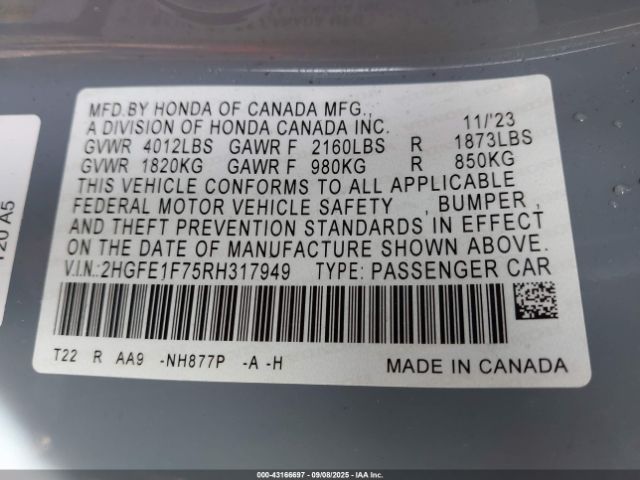 MFD.BY HONDA OF CANADA MFG.,
A DIVISION OF HONDA CANADA INC. 11/'23
GVWR 4012LBS GAWR F 2160LBS R 1873LBS
GVWR 1820KG GAWR F 980KG R 850KG
THIS VEHICLE CONFORMS TO ALL APPLICABLE
FEDERAL MOTOR VEHICLE SAFETY , BUMPER ,
AND THEFT PREVENTION STANDARDS IN EFFECT
ON THE DATE OF MANUFACTURE SHOWN ABOVE.
V.I.N.:2HGFE1F75RH317949 TYPE: PASSENGER CAR
T22 R AA9 -NH877P -A -H
MADE IN CANADA
120 A5
000-43166697 - 09/08/2025 - IAA Inc.